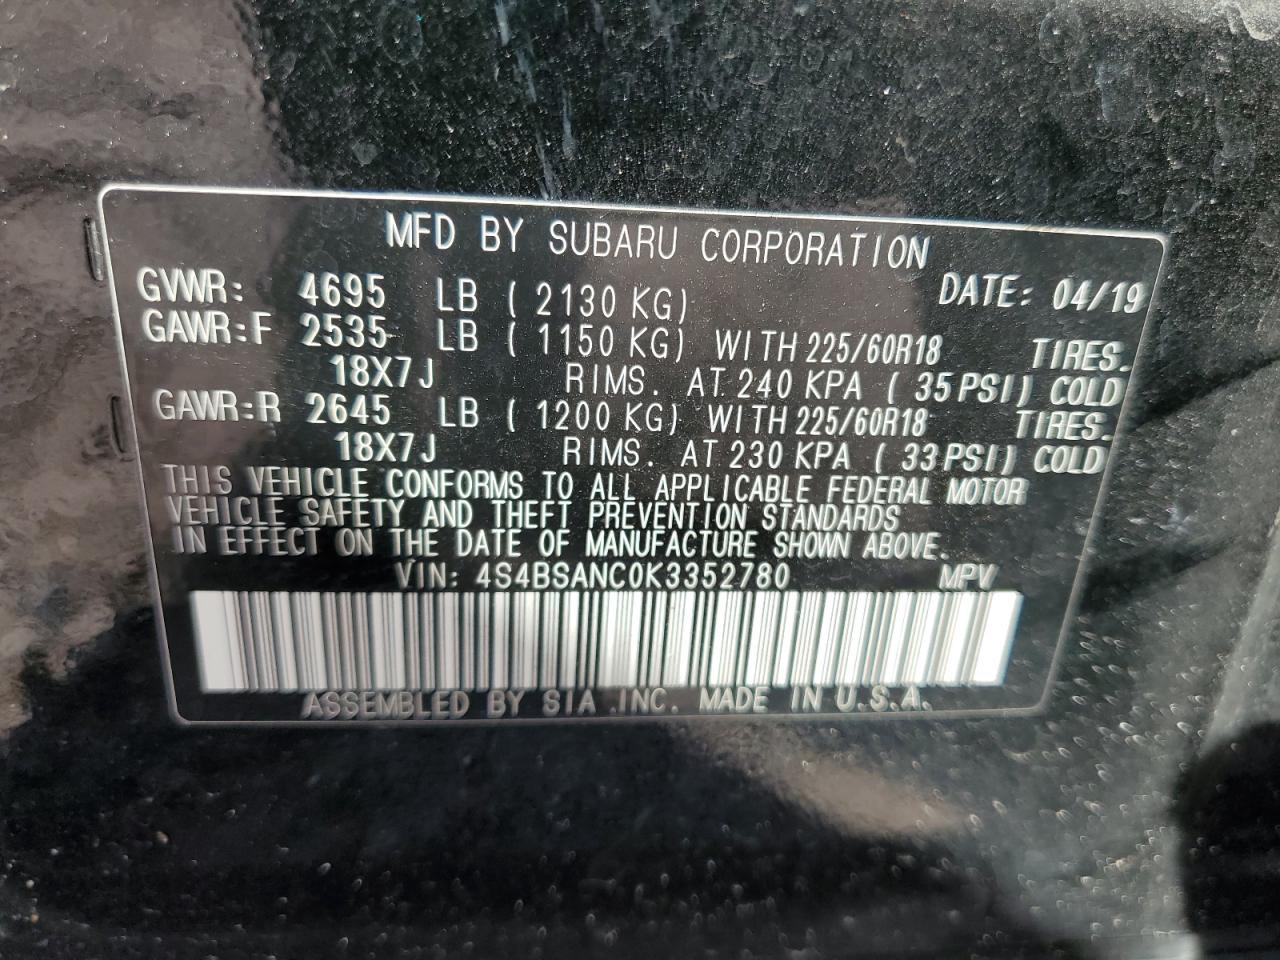 MFD BY SUBARU CORPORATION
GVWR: 4695 LB ( 2130 KG) DATE: 04/19
GAWR:F 2535 LB ( 1150 KG) WITH 225/60R18 TIRES.
18X7J RIMS. AT 240 KPA ( 35 PSI) COLD
GAWR:R 2645 LB ( 1200 KG) WITH 225/60R18 TIRES.
18X7J RIMS. AT 230 KPA ( 33 PSI) COLD
THIS VEHICLE CONFORMS TO ALL APPLICABLE FEDERAL MOTOR
VEHICLE SAFETY AND THEFT PREVENTION STANDARDS
IN EFFECT ON THE DATE OF MANUFACTURE SHOWN ABOVE.
VIN: 4S4BSANC0K3352780 MPV
ASSEMBLED BY SIA .INC. MADE IN U.S.A.